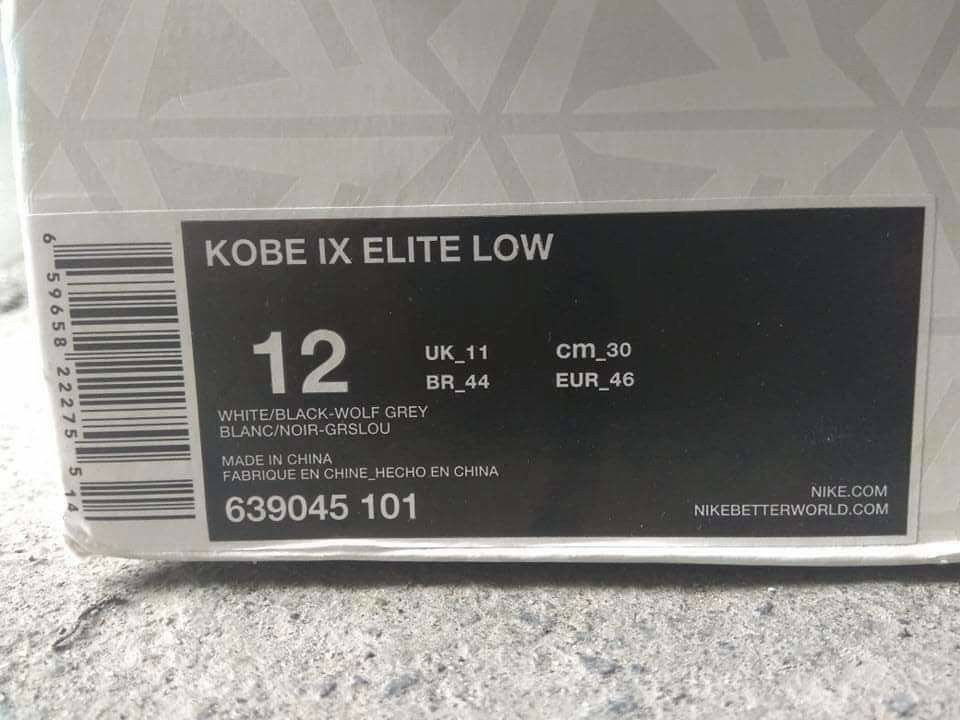 KOBE IX ELITE LOW
12
UK_11
cm_30
BR_44
EUR_46
WHITE/BLACK-WOLF GREY
BLANC/NOIR-GRSLOU
MADE IN CHINA
FABRIQUE EN CHINE_HECHO EN CHINA
639045 101
NIKE.COM
NIKEBETTERWORLD.COM
6 59658 22275 5 14